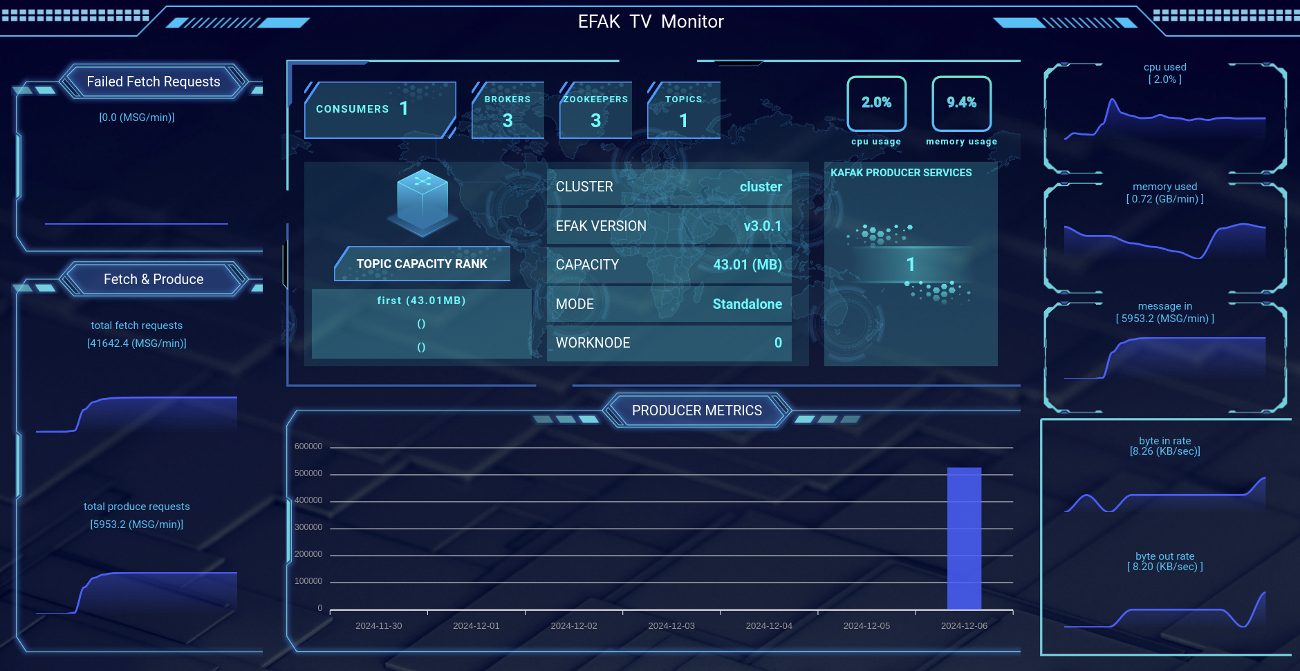 EFAK TV Monitor
Failed Fetch Requests
[0.0 (MSG/min)]
Fetch & Produce
total fetch requests
[41642.4 (MSG/min)]
total produce requests
[5953.2 (MSG/min)]
CONSUMERS 1
BROKERS
3
ZOOKEEPERS
3
TOPICS
1
2.0%
cpu usage
9.4%
memory usage
TOPIC CAPACITY RANK
first (43.01MB)
()
()
CLUSTER cluster
EFAK VERSION v3.0.1
CAPACITY 43.01 (MB)
MODE Standalone
WORKNODE 0
KAFAK PRODUCER SERVICES
1
PRODUCER METRICS
600000
500000
400000
300000
200000
100000
0
2024-11-30 2024-12-01 2024-12-02 2024-12-03 2024-12-04 2024-12-05 2024-12-06
cpu used
[ 2.0% ]
memory used
[ 0.72 (GB/min) ]
message in
[ 5953.2 (MSG/min) ]
byte in rate
[8.26 (KB/sec)]
byte out rate
[ 8.20 (KB/sec) ]